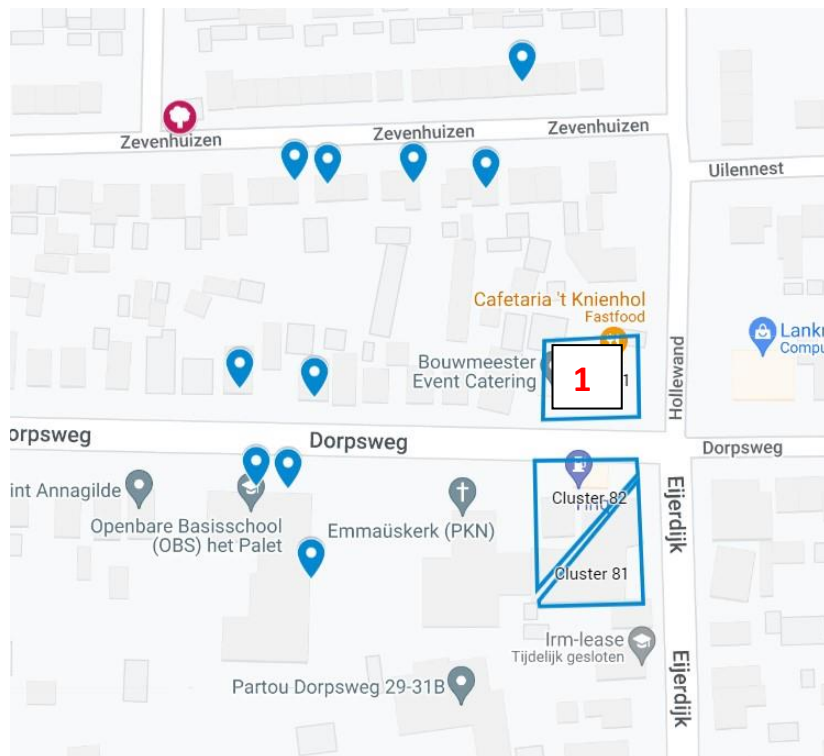 Zevenhuizen
Zevenhuizen
Zevenhuizen
Uilennest
Cafetaria 't Knienhol
Fastfood
Bouwmeester
Event Catering
1
1
Hollewand
Compu
orpsweg
Dorpsweg
Dorpsweg
int Annagilde
Openbare Basisschool
(OBS) het Palet
Emmaüskerk (PKN)
Cluster 82
Cluster 81
Eijerdijk
Irm-lease
Tijdelijk gesloten
Eijerdijk
Partou Dorpsweg 29-31B